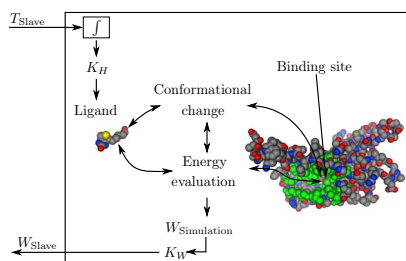 T_Slave
∫
K_H
Binding site
Conformational
change
Ligand
Energy
evaluation
W_Simulation
W_Slave
K_W